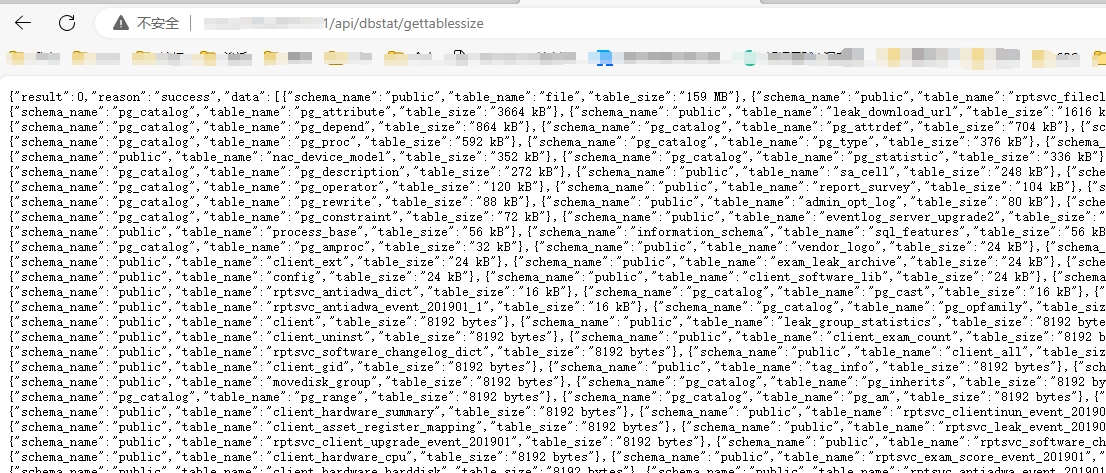 不安全
1/api/dbstat/gettablessize
{"result":0,"reason":"success","data":[{"schema_name":"public","table_name":"file","table_size":"159 MB"},{"schema_name":"public","table_name":"rptsvc_filecl
{"schema_name":"pg_catalog","table_name":"pg_attribute","table_size":"3664 kB"},{"schema_name":"public","table_name":"leak_download_url","table_size":"1616 k
{"schema_name":"pg_catalog","table_name":"pg_depend","table_size":"864 kB"},{"schema_name":"pg_catalog","table_name":"pg_attrdef","table_size":"704 kB"},{"sc
{"schema_name":"pg_catalog","table_name":"pg_proc","table_size":"592 kB"},{"schema_name":"pg_catalog","table_name":"pg_type","table_size":"376 kB"},{"schema_
{"schema_name":"public","table_name":"nac_device_model","table_size":"352 kB"},{"schema_name":"pg_catalog","table_name":"pg_statistic","table_size":"336 kB"}
{"schema_name":"pg_catalog","table_name":"pg_description","table_size":"272 kB"},{"schema_name":"public","table_name":"sa_cell","table_size":"248 kB"},{"sche
{"schema_name":"pg_catalog","table_name":"pg_operator","table_size":"120 kB"},{"schema_name":"public","table_name":"report_survey","table_size":"104 kB"},{"s
{"schema_name":"pg_catalog","table_name":"pg_rewrite","table_size":"88 kB"},{"schema_name":"public","table_name":"admin_opt_log","table_size":"80 kB"},{"sche
{"schema_name":"pg_catalog","table_name":"pg_constraint","table_size":"72 kB"},{"schema_name":"public","table_name":"eventlog_server_upgrade2","table_size":"
{"schema_name":"public","table_name":"process_base","table_size":"56 kB"},{"schema_name":"information_schema","table_name":"sql_features","table_size":"56 kB
{"schema_name":"pg_catalog","table_name":"pg_amproc","table_size":"32 kB"},{"schema_name":"public","table_name":"vendor_logo","table_size":"24 kB"},{"schema_
{"schema_name":"public","table_name":"client_ext","table_size":"24 kB"},{"schema_name":"public","table_name":"exam_leak_archive","table_size":"24 kB"},{"sche
{"schema_name":"public","table_name":"config","table_size":"24 kB"},{"schema_name":"public","table_name":"client_software_lib","table_size":"24 kB"},{"schema
{"schema_name":"public","table_name":"rptsvc_antiadwa_dict","table_size":"16 kB"},{"schema_name":"pg_catalog","table_name":"pg_cast","table_size":"16 kB"},{"
{"schema_name":"public","table_name":"rptsvc_antiadwa_event_201901_1","table_size":"16 kB"},{"schema_name":"pg_catalog","table_name":"pg_opfamily","table_siz
{"schema_name":"public","table_name":"client","table_size":"8192 bytes"},{"schema_name":"public","table_name":"leak_group_statistics","table_size":"8192 byte
{"schema_name":"public","table_name":"client_uninst","table_size":"8192 bytes"},{"schema_name":"public","table_name":"client_exam_count","table_size":"8192 b
{"schema_name":"public","table_name":"rptsvc_software_changelog_dict","table_size":"8192 bytes"},{"schema_name":"public","table_name":"client_all","table_siz
{"schema_name":"public","table_name":"client_gid","table_size":"8192 bytes"},{"schema_name":"public","table_name":"tag_info","table_size":"8192 bytes"},{"sch
{"schema_name":"public","table_name":"movedisk_group","table_size":"8192 bytes"},{"schema_name":"pg_catalog","table_name":"pg_inherits","table_size":"8192 by
{"schema_name":"pg_catalog","table_name":"pg_range","table_size":"8192 bytes"},{"schema_name":"pg_catalog","table_name":"pg_am","table_size":"8192 bytes"},{"
{"schema_name":"public","table_name":"client_hardware_summary","table_size":"8192 bytes"},{"schema_name":"public","table_name":"rptsvc_clientinun_event_20190
{"schema_name":"public","table_name":"client_asset_register_mapping","table_size":"8192 bytes"},{"schema_name":"public","table_name":"rptsvc_leak_event_20190
{"schema_name":"public","table_name":"rptsvc_client_upgrade_event_201901","table_size":"8192 bytes"},{"schema_name":"public","table_name":"rptsvc_software_ch
{"schema_name":"public","table_name":"client_hardware_cpu","table_size":"8192 bytes"},{"schema_name":"public","table_name":"rptsvc_exam_score_event_201901","
{"schema_name":"public","table_name":"client_hardware_harddisk","table_size":"8192 bytes"},{"schema_name":"public","table_name":"rptsvc_antiadwa_event_201901